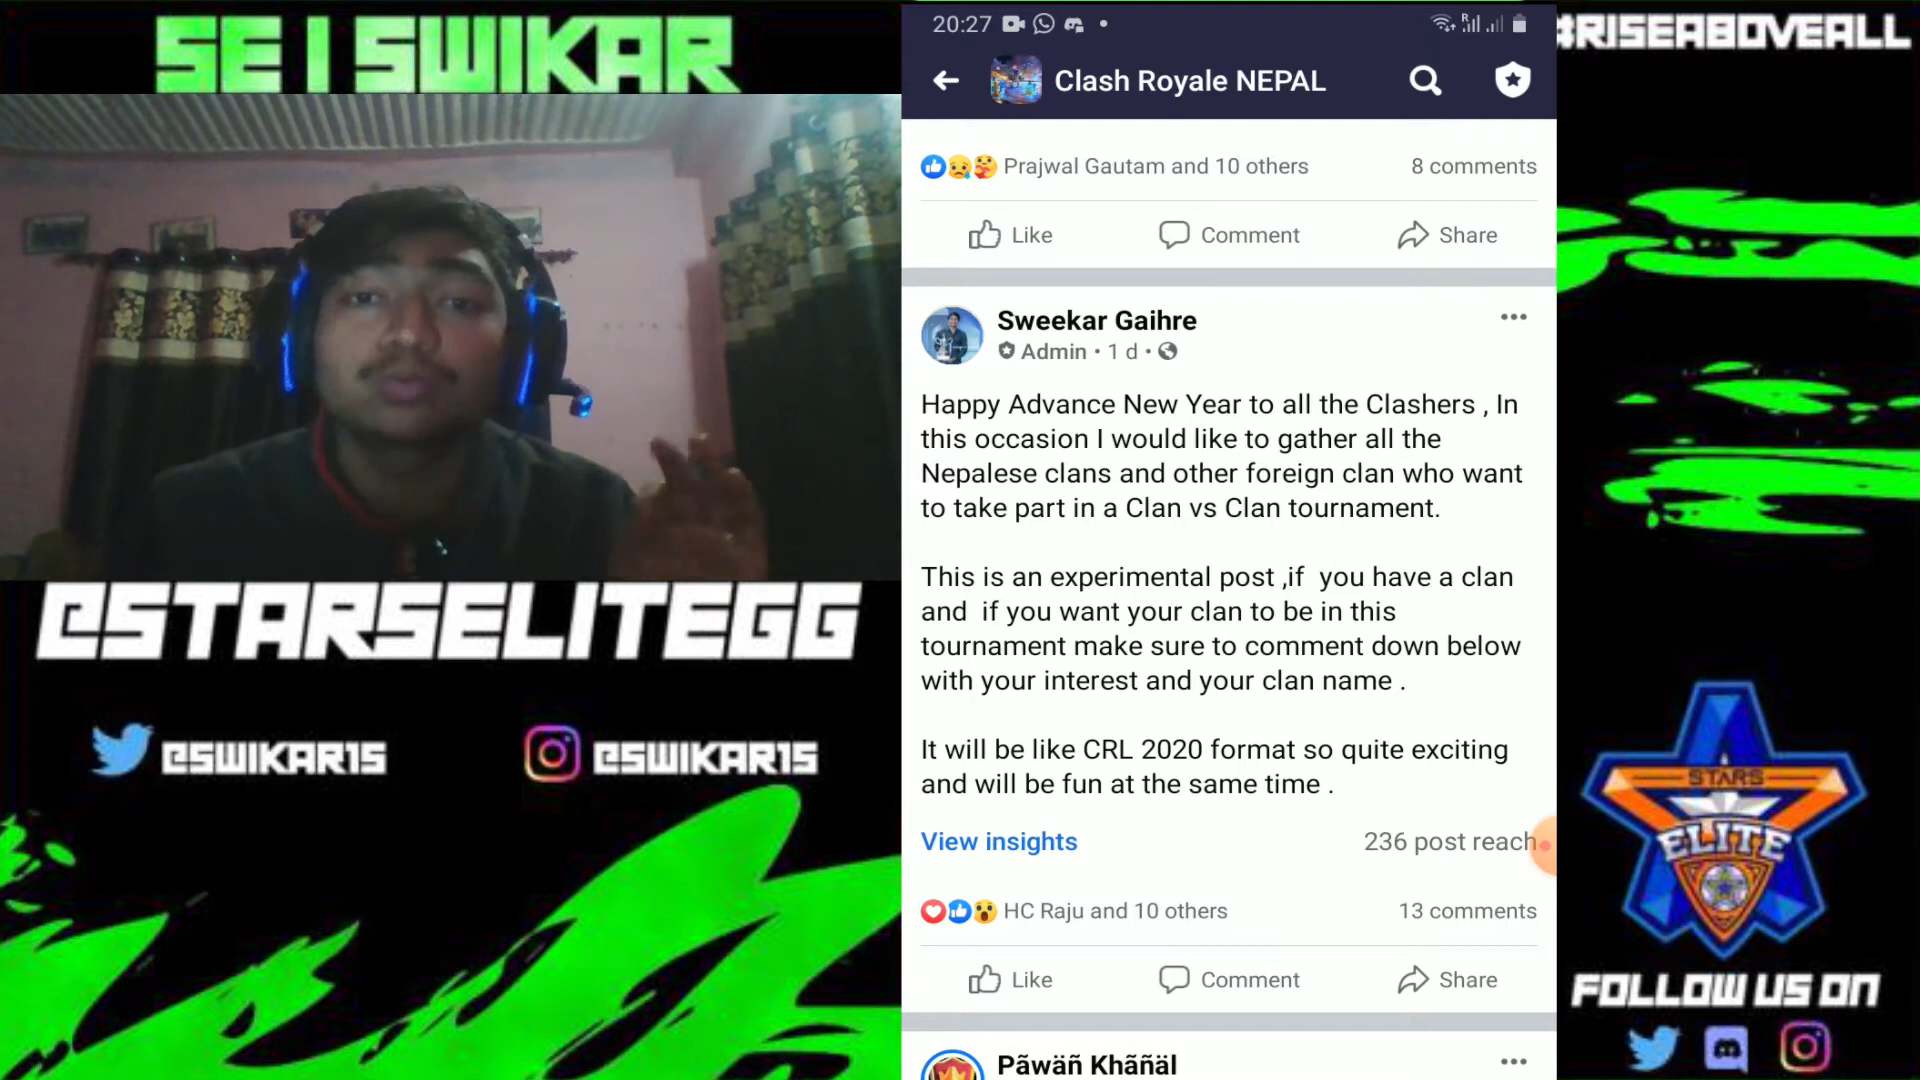 SE | SWIKAR
@STARSELITEGG
@SWIKAR15
@SWIKAR15
20:27
Clash Royale NEPAL
Prajwal Gautam and 10 others
8 comments
Like
Comment
Share
Sweekar Gaihre
Admin • 1 d •
Happy Advance New Year to all the Clashers , In
this occasion I would like to gather all the
Nepalese clans and other foreign clan who want
to take part in a Clan vs Clan tournament.
This is an experimental post ,if  you have a clan
and  if you want your clan to be in this
tournament make sure to comment down below
with your interest and your clan name .
It will be like CRL 2020 format so quite exciting
and will be fun at the same time .
View insights
236 post reach
HC Raju and 10 others
13 comments
Like
Comment
Share
Pãwäñ Khãñäl
#RISEABOVEALL
STARS
ELITE
FOLLOW US ON